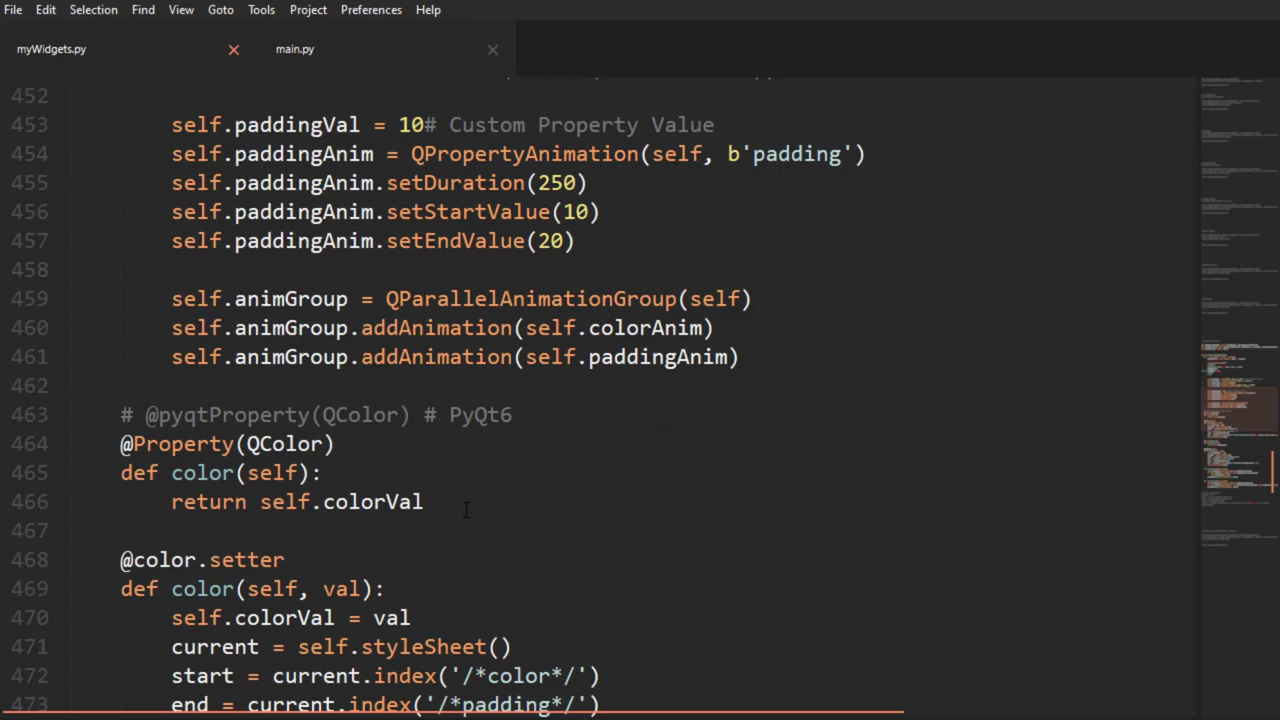 File Edit Selection Find View Goto Tools Project Preferences Help
myWidgets.py main.py
452
453 self.paddingVal = 10# Custom Property Value
454 self.paddingAnim = QPropertyAnimation(self, b'padding')
455 self.paddingAnim.setDuration(250)
456 self.paddingAnim.setStartValue(10)
457 self.paddingAnim.setEndValue(20)
458
459 self.animGroup = QParallelAnimationGroup(self)
460 self.animGroup.addAnimation(self.colorAnim)
461 self.animGroup.addAnimation(self.paddingAnim)
462
463 # @pyqtProperty(QColor) # PyQt6
464 @Property(QColor)
465 def color(self):
466 return self.colorVal
467
468 @color.setter
469 def color(self, val):
470 self.colorVal = val
471 current = self.styleSheet()
472 start = current.index('/*color*/')
473 end = current.index('/*padding*/')